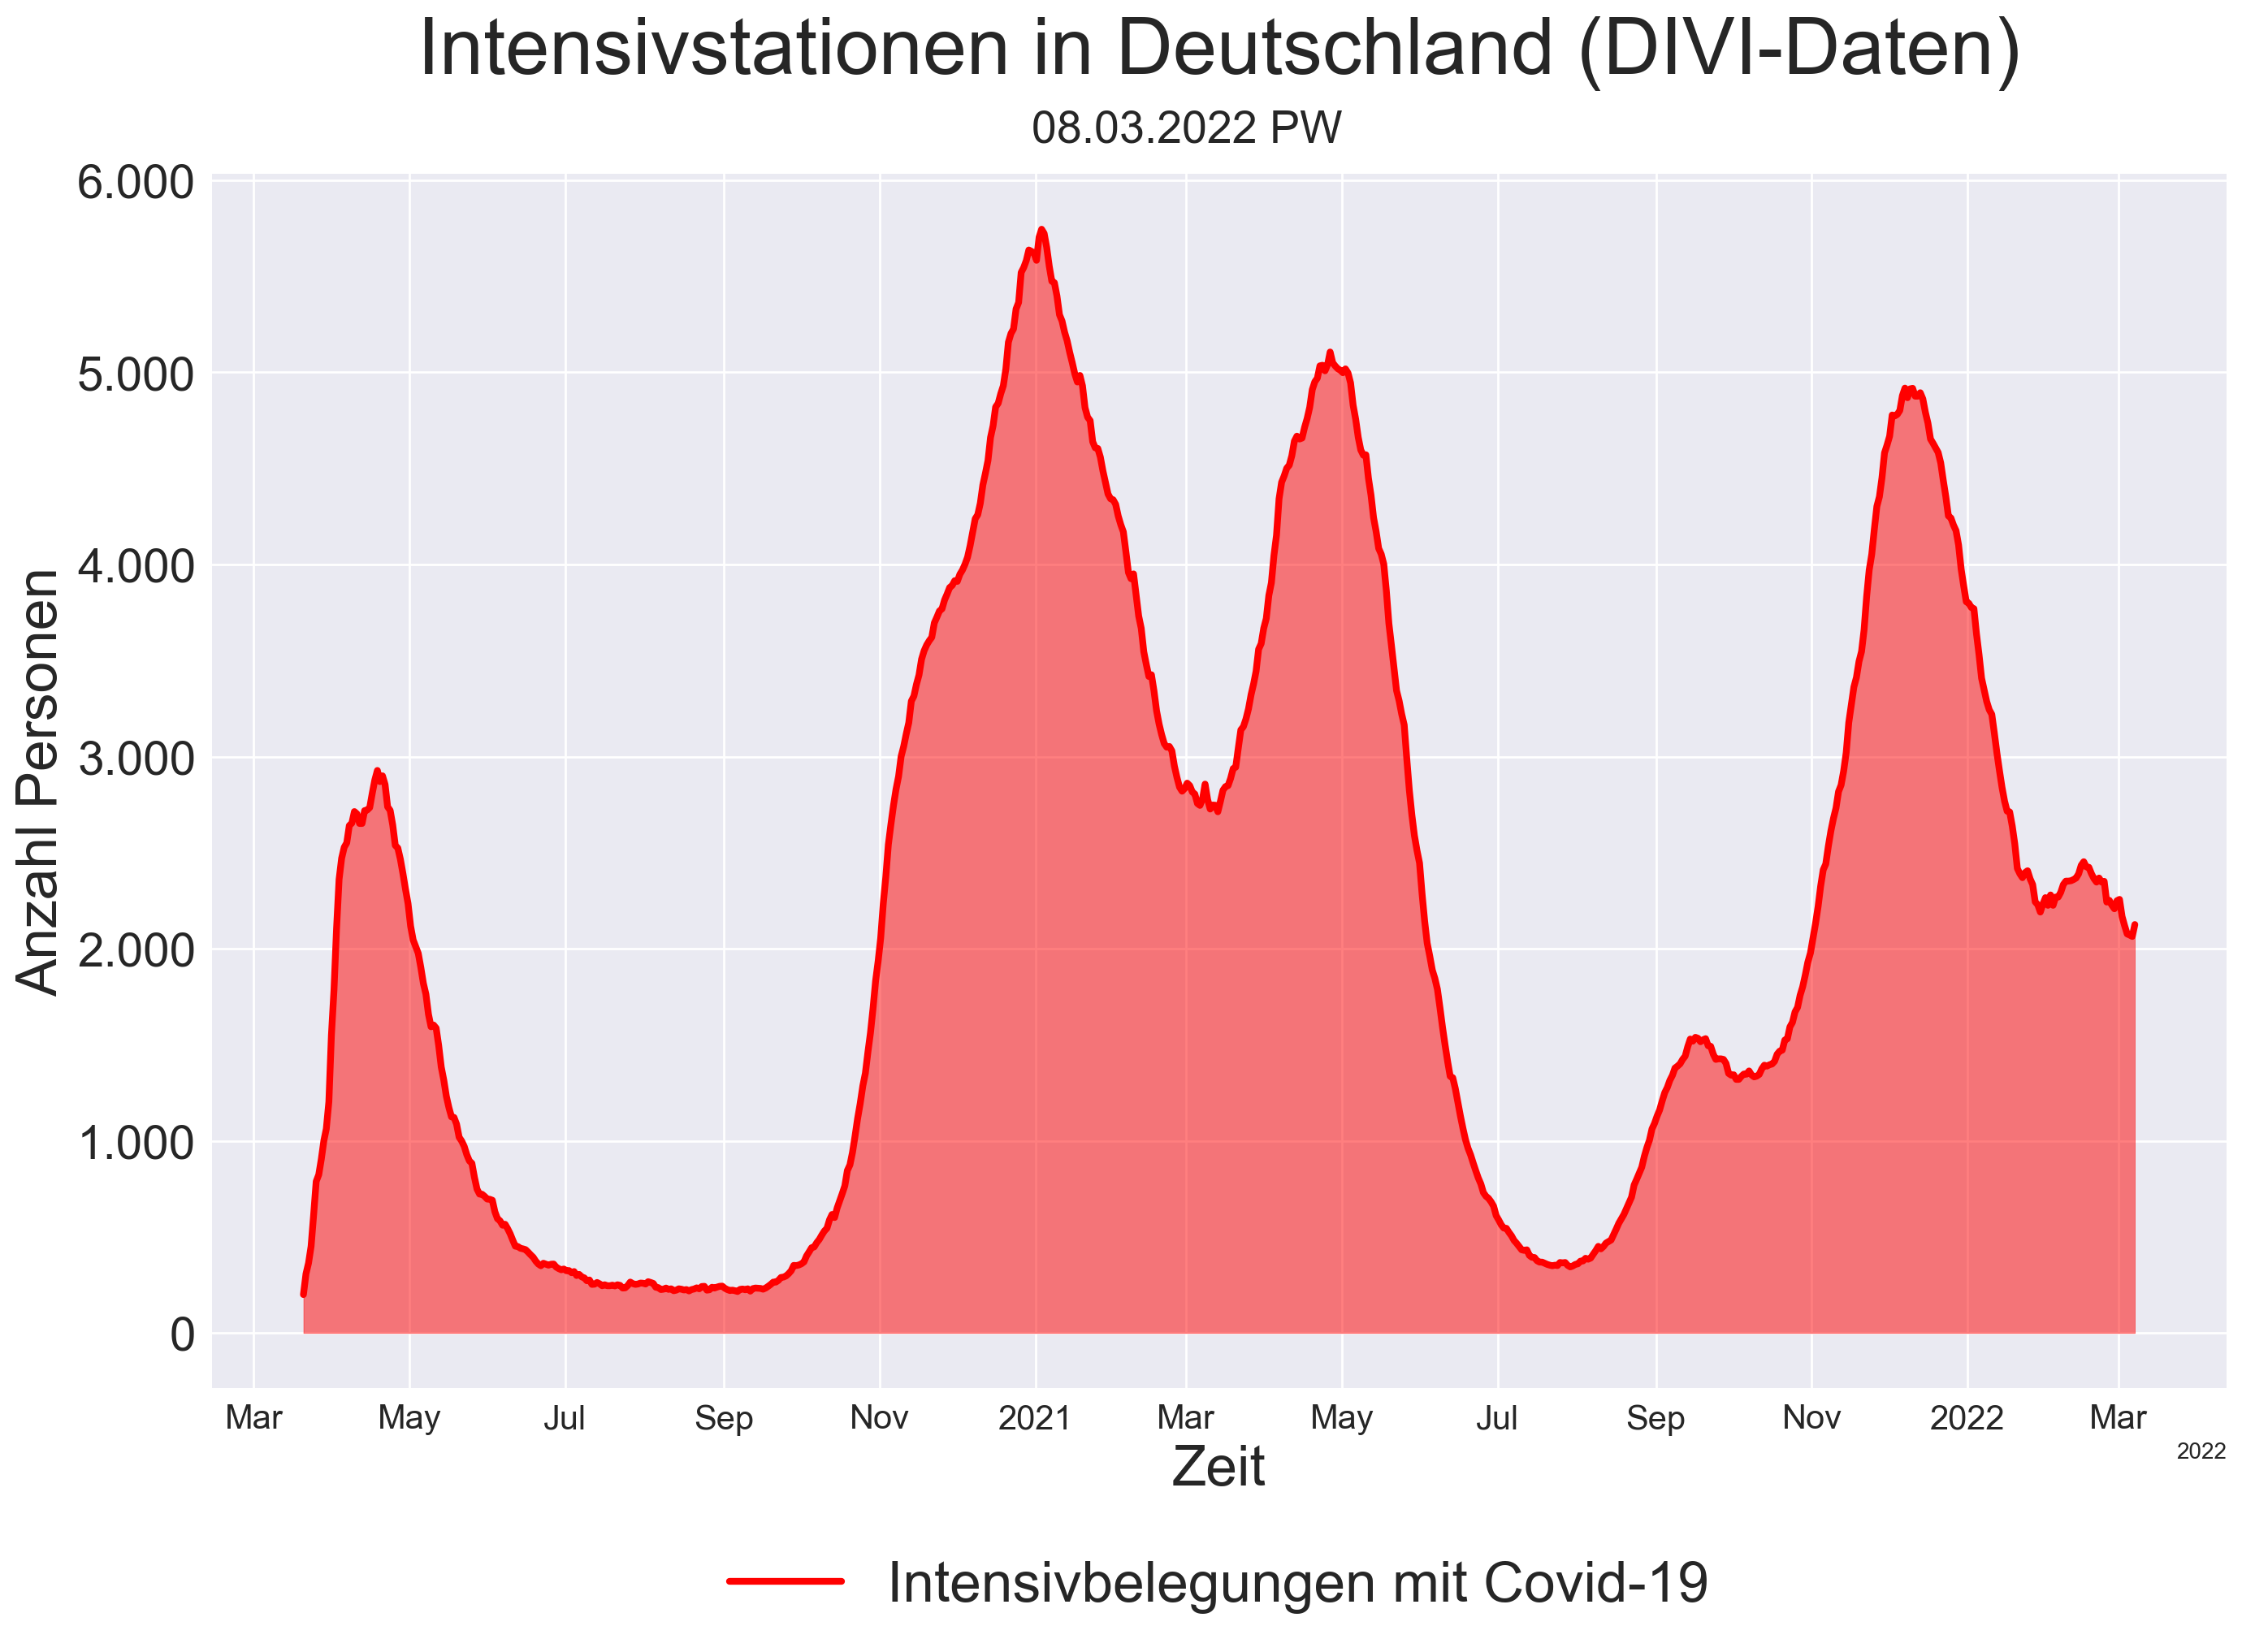 Intensivstationen in Deutschland (DIVI-Daten)
08.03.2022 PW
Anzahl Personen
6.000
5.000
4.000
3.000
2.000
1.000
0
Mar May Jul Sep Nov 2021 Mar May Jul Sep Nov 2022 Mar
2022
Zeit
Intensivbelegungen mit Covid-19